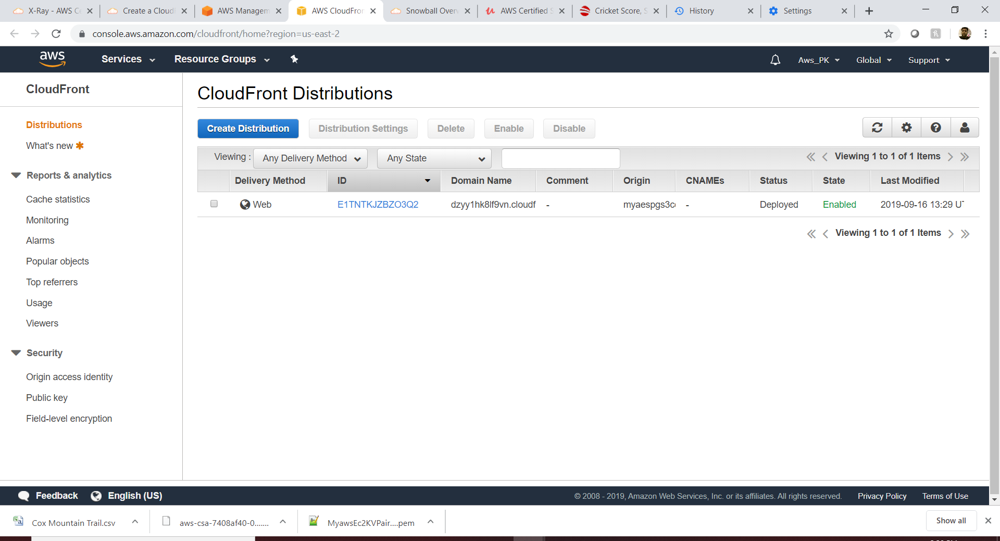 X-Ray - AWS Ce
Create a Cloud
AWS Managem
AWS CloudFron
Snowball Over
AWS Certified S
Cricket Score, S
History
Settings
console.aws.amazon.com/cloudfront/home?region=us-east-2
aws
Services
Resource Groups
Aws_PK
Global
Support
CloudFront
Distributions
What's new
Reports & analytics
Cache statistics
Monitoring
Alarms
Popular objects
Top referrers
Usage
Viewers
Security
Origin access identity
Public key
Field-level encryption
CloudFront Distributions
Create Distribution
Distribution Settings
Delete
Enable
Disable
Viewing :
Any Delivery Method
Any State
Viewing 1 to 1 of 1 Items
Delivery Method ID Domain Name Comment Origin CNAMEs Status State Last Modified
Web E1TNTKJZBZO3Q2 dzyy1hk8lf9vn.cloudf - myaespgs3c - Deployed Enabled 2019-09-16 13:29 UT
Viewing 1 to 1 of 1 Items
Feedback
English (US)
© 2008 - 2019, Amazon Web Services, Inc. or its affiliates. All rights reserved.
Privacy Policy
Terms of Use
Cox Mountain Trail.csv
aws-csa-7408af40-0.......
MyawsEc2KVPair....pem
Show all